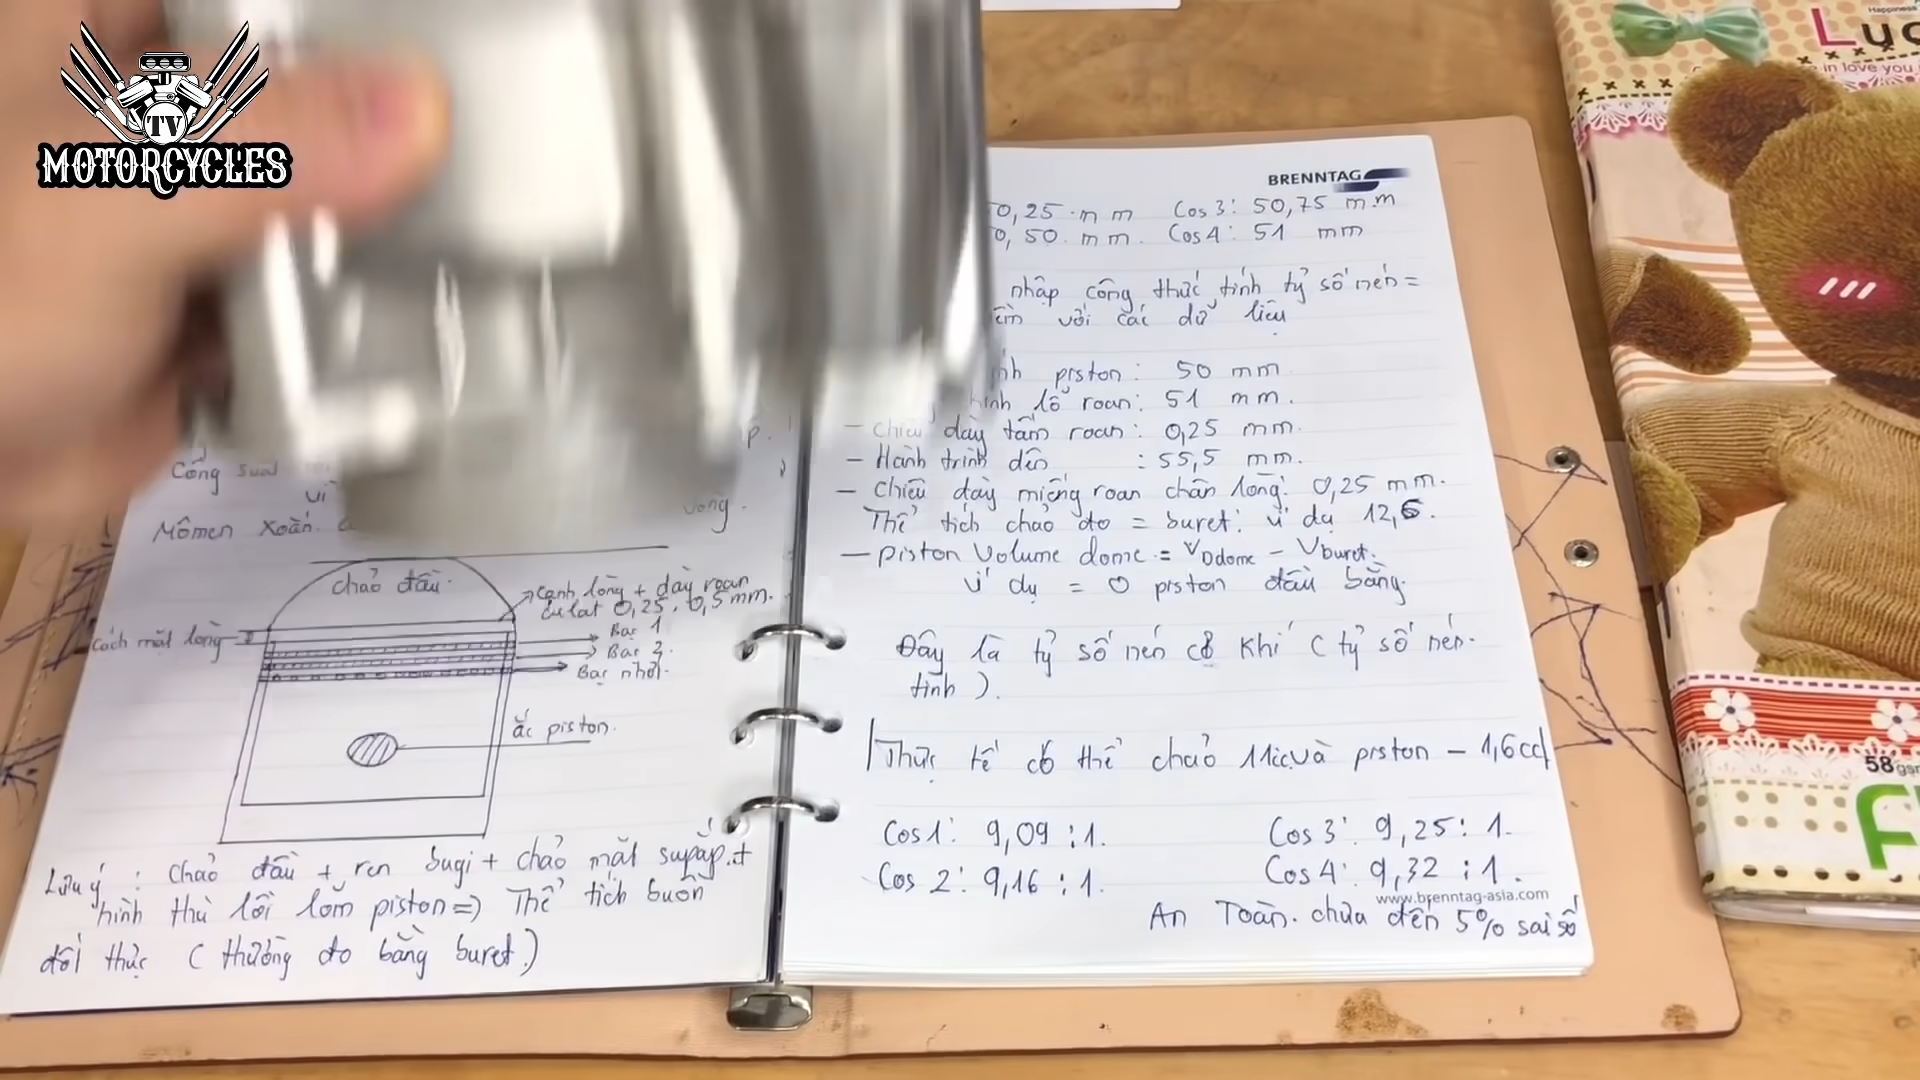 TV
MOTORCYCLES
Công suất
vì
vòng.
Mômen xoắn.
chảo đầu.
cạnh lòng + dày roan
cu lat 0,25. 0,5 mm.
Cách mặt lòng
Bạc 1
Bạc 2.
Bạc nhớt.
ắc piston.
Lưu ý : chảo đầu + ren bugi + chảo mặt supáp.+
hình thù lồi lõm piston => Thể tích buồn
đốt thực ( thường đo bằng buret.)
BRENNTAG
0,25 mm Cos 3: 50,75 mm
0,50 mm. Cos 4: 51 mm
nhập công thức tính tỷ số nén =
với các dữ liệu
piston: 50 mm
lỗ roan: 51 mm.
– Chiều dày tấm roan: 0,25 mm.
– Hành trình dên : 55,5 mm.
– Chiều dày miếng roan chân lòng: 0,25 mm.
Thể tích chảo đo = buret: ví dụ 12,6.
– piston Volume dome = VDdome – Vburet.
ví dụ = 0 piston đầu bằng.
Đây là tỷ số nén cơ khí ( tỷ số nén.
tĩnh ).
Thực tế có thể chảo 11cc và piston – 1,6cc
Cos 1: 9,09 : 1. Cos 3: 9,25 : 1.
Cos 2: 9,16 : 1. Cos 4: 9,32 : 1.
www.brenntag-asia.com
An Toàn. chưa đến 5% sai số
Happiness
in love you
58 gsm